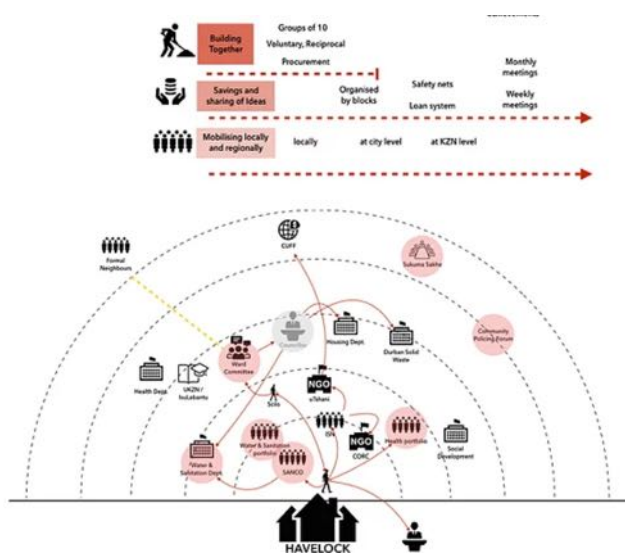 Groups of 10
Building
Together
Voluntary, Reciprocal
Procurement
Monthly
meetings
Savings and
sharing of Ideas
Organised
by blocks
Safety nets
Loan system
Weekly
meetings
Mobilising locally
and regionally
locally
at city level
at KZN level
CUFF
Formal
Neighbours
Sukuma Sakhe
Community
Policing Forum
Councillor
Housing Dept.
Durban Solid
Waste
Ward
Committee
Health Dept.
UKZN /
NGO
uTshani
ISN
NGO
CORC
Health portfolio
Social
Development
Water & Sanitation
portfolio
Water &
Sanitation Dept.
SANCO
HAVELOCK